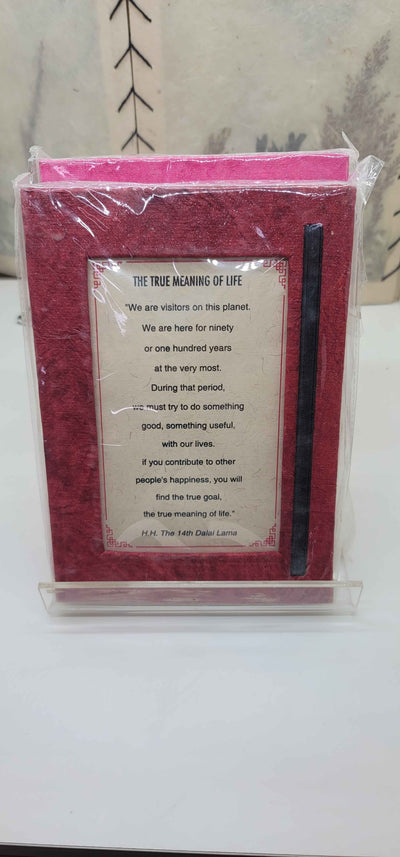 THE TRUE MEANING OF LIFE
"We are visitors on this planet.
We are here for ninety
or one hundred years
at the very most.
During that period,
we must try to do something
good, something useful,
with our lives.
if you contribute to other
people's happiness, you will
find the true goal,
the true meaning of life."
H.H. The 14th Dalai Lama